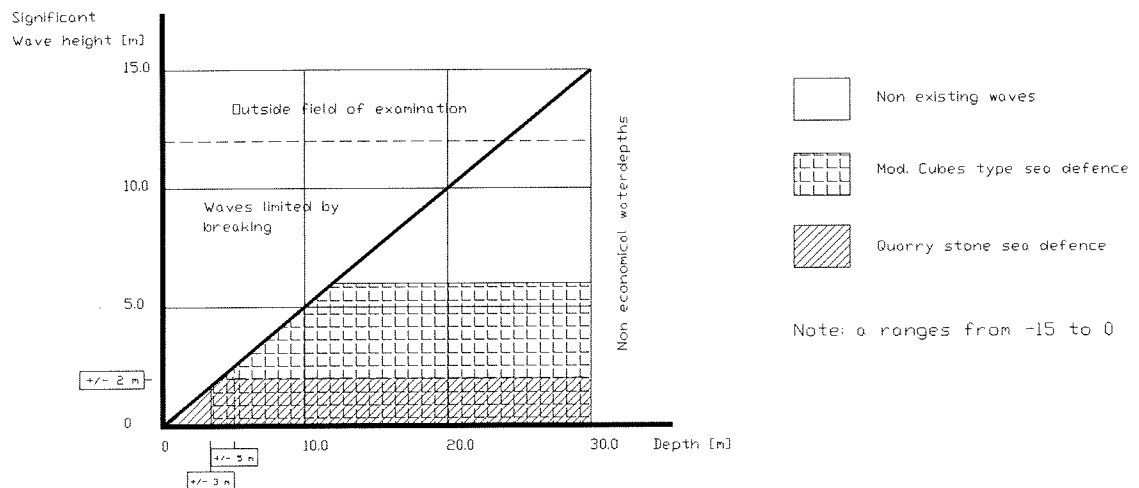 Significant
Wave height [m]
15.0
Outside field of examination
10.0
Waves limited by
breaking
5.0
+/- 2 m
0
0
10.0
20.0
30.0
Depth [m]
+/- 5 m
+/- 3 m
Non economical waterdepths
Non existing waves
Mod. Cubes type sea defence
Quarry stone sea defence
Note: a ranges from -15 to 0